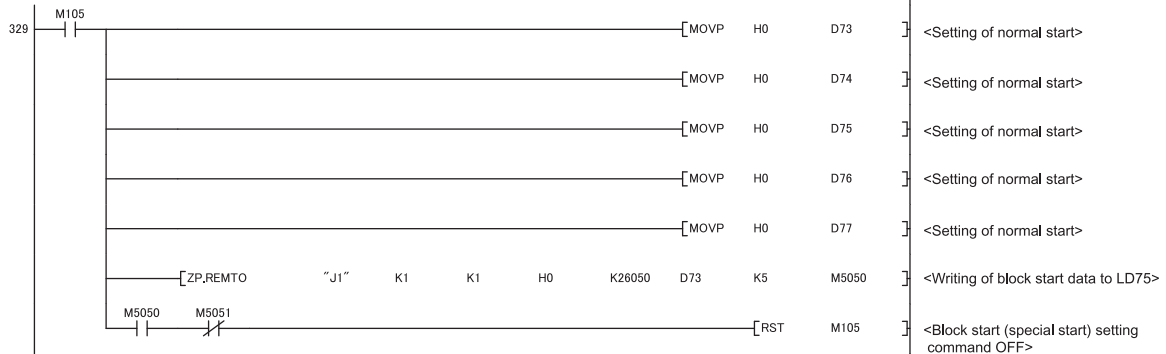 M105
329 MOVP H0 D73 <Setting of normal start>
MOVP H0 D74 <Setting of normal start>
MOVP H0 D75 <Setting of normal start>
MOVP H0 D76 <Setting of normal start>
MOVP H0 D77 <Setting of normal start>
ZP.REMTO "J1" K1 K1 H0 K26050 D73 K5 M5050 <Writing of block start data to LD75>
M5050 M5051
RST M105 <Block start (special start) setting
command OFF>